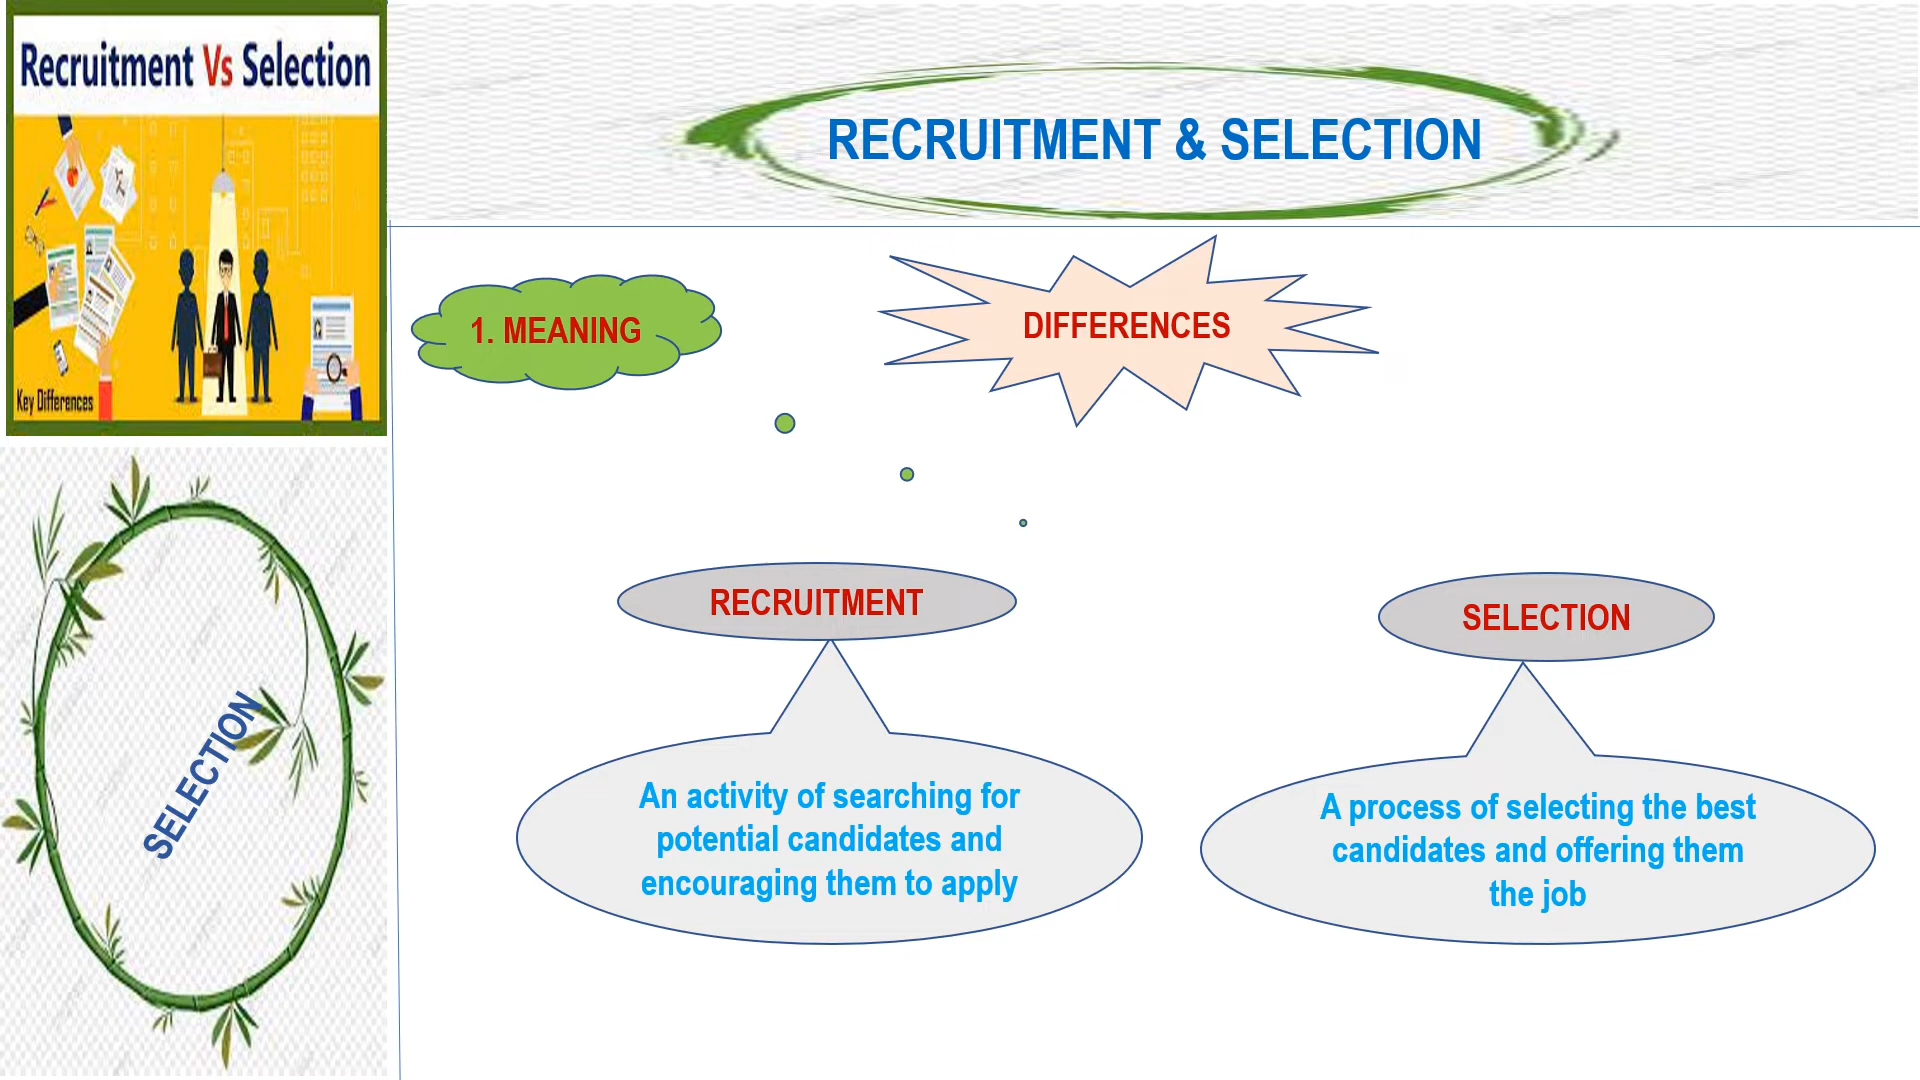 Recruitment Vs Selection
Key Differences
RECRUITMENT & SELECTION
1. MEANING
DIFFERENCES
RECRUITMENT
An activity of searching for
potential candidates and
encouraging them to apply
SELECTION
A process of selecting the best
candidates and offering them
the job
SELECTION